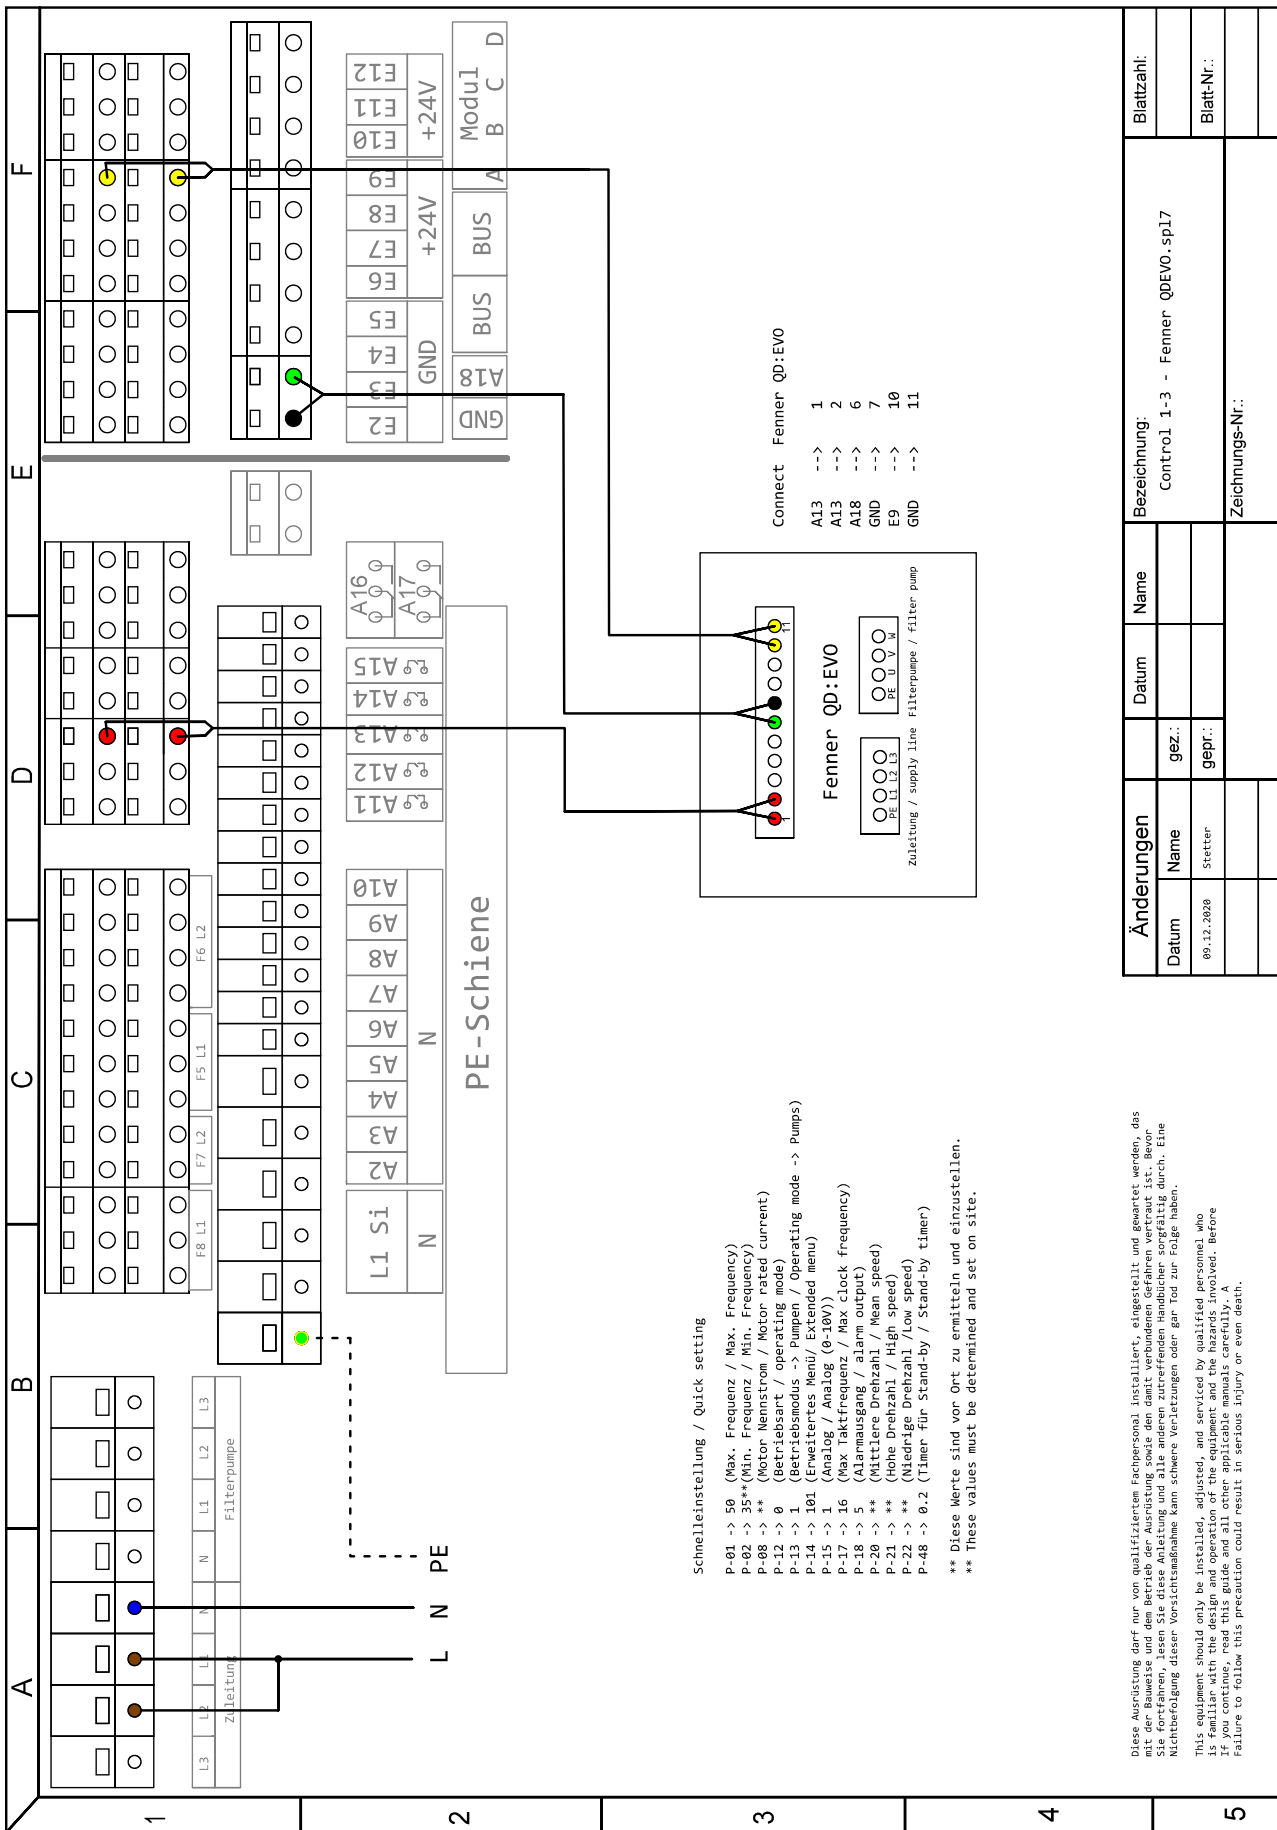 A
B
C
D
E
F
1
2
3
4
5
L3
L2
L1
N
N
L1
L2
L3
Zuleitung
Filterpumpe
L
N
PE
F8 L1
F7 L2
F5 L1
F6 L2
L1 Si
N
A2
A3
A4
A5
A6
A7
A8
A9
A10
N
A11
A12
A13
A14
A15
A16
A17
PE-Schiene
E2
E3
E4
E5
E6
E7
E8
E9
E10
E11
E12
GND
+24V
+24V
GND
A18
BUS
BUS
Modul
A B C D
1
11
Fenner QD:EVO
PE L1 L2 L3
PE U V W
Zuleitung / supply line
Filterpumpe / filter pump
Connect Fenner QD:EVO
A13 --> 1
A13 --> 2
A18 --> 6
GND --> 7
E9 --> 10
GND --> 11
Schnelleinstellung / Quick setting
P-01 -> 50 (Max. Frequenz / Max. Frequency)
P-02 -> 35**(Min. Frequenz / Min. Frequency)
P-08 -> ** (Motor Nennstrom / Motor rated current)
P-12 -> 0 (Betriebsart / operating mode)
P-13 -> 1 (Betriebsmodus -> Pumpen / Operating mode -> Pumps)
P-14 -> 101 (Erweitertes Menü/ Extended menu)
P-15 -> 1 (Analog / Analog (0-10V))
P-17 -> 16 (Max Taktfrequenz / Max clock frequency)
P-18 -> 5 (Alarmausgang / alarm output)
P-20 -> ** (Mittlere Drehzahl / Mean speed)
P-21 -> ** (Hohe Drehzahl / High speed)
P-22 -> ** (Niedrige Drehzahl /Low speed)
P-48 -> 0.2 (Timer für Stand-by / Stand-by timer)
** Diese Werte sind vor Ort zu ermitteln und einzustellen.
** These values must be determined and set on site.
Diese Ausrüstung darf nur von qualifiziertem Fachpersonal installiert, eingestellt und gewartet werden, das
mit der Bauweise und dem Betrieb der Ausrüstung sowie den damit verbundenen Gefahren vertraut ist. Bevor
Sie fortfahren, lesen Sie diese Anleitung und alle anderen zutreffenden Handbücher sorgfältig durch. Eine
Nichtbefolgung dieser Vorsichtsmaßnahme kann schwere Verletzungen oder gar Tod zur Folge haben.
This equipment should only be installed, adjusted, and serviced by qualified personnel who
is familiar with the design and operation of the equipment and the hazards involved. Before
If you continue, read this guide and all other applicable manuals carefully. A
Failure to follow this precaution could result in serious injury or even death.
Änderungen
Datum
Name
09.12.2020
Stetter
gez.:
gepr.:
Datum
Name
Bezeichnung:
Control 1-3 - Fenner QDEVO.spl7
Zeichnungs-Nr.:
Blattzahl:
Blatt-Nr.: